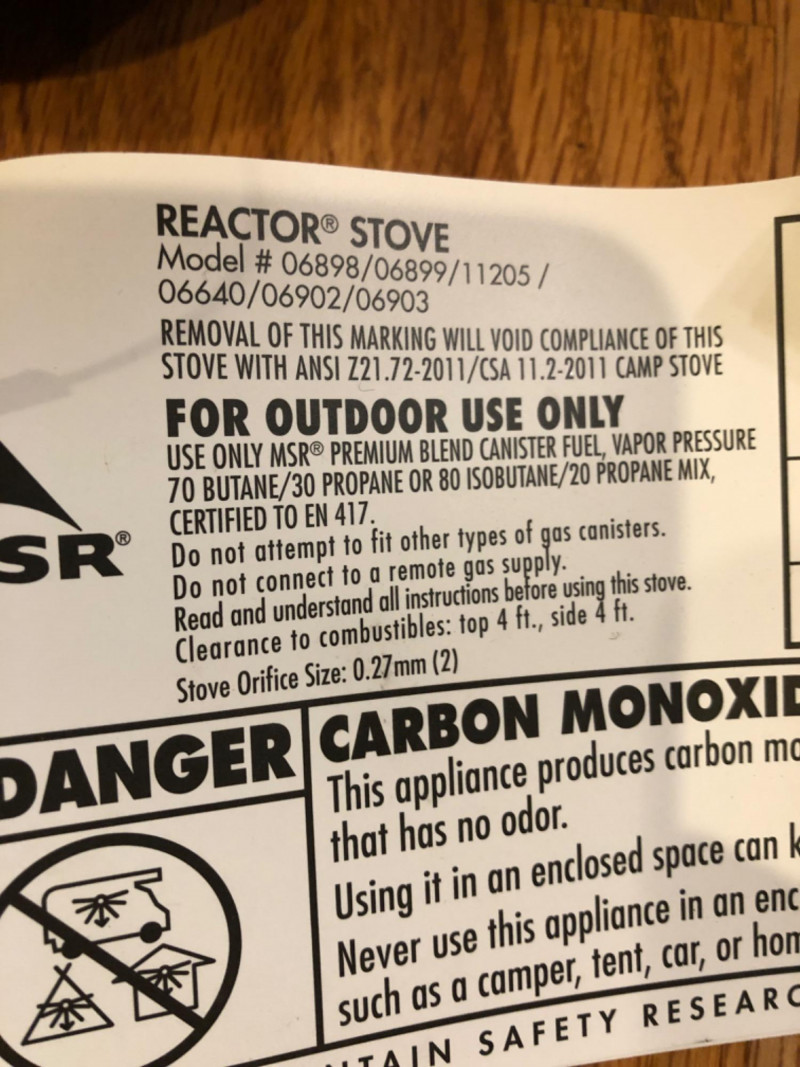 REACTOR® STOVE
Model # 06898/06899/11205 /
06640/06902/06903
REMOVAL OF THIS MARKING WILL VOID COMPLIANCE OF THIS
STOVE WITH ANSI Z21.72-2011/CSA 11.2-2011 CAMP STOVE
FOR OUTDOOR USE ONLY
USE ONLY MSR® PREMIUM BLEND CANISTER FUEL, VAPOR PRESSURE
70 BUTANE/30 PROPANE OR 80 ISOBUTANE/20 PROPANE MIX,
CERTIFIED TO EN 417.
Do not attempt to fit other types of gas canisters.
Do not connect to a remote gas supply.
Read and understand all instructions before using this stove.
Clearance to combustibles: top 4 ft., side 4 ft.
Stove Orifice Size: 0.27mm (2)
SR®
DANGER
CARBON MONOXID
This appliance produces carbon mo
that has no odor.
Using it in an enclosed space can k
Never use this appliance in an enc
such as a camper, tent, car, or hom
NTAIN SAFETY RESEARC